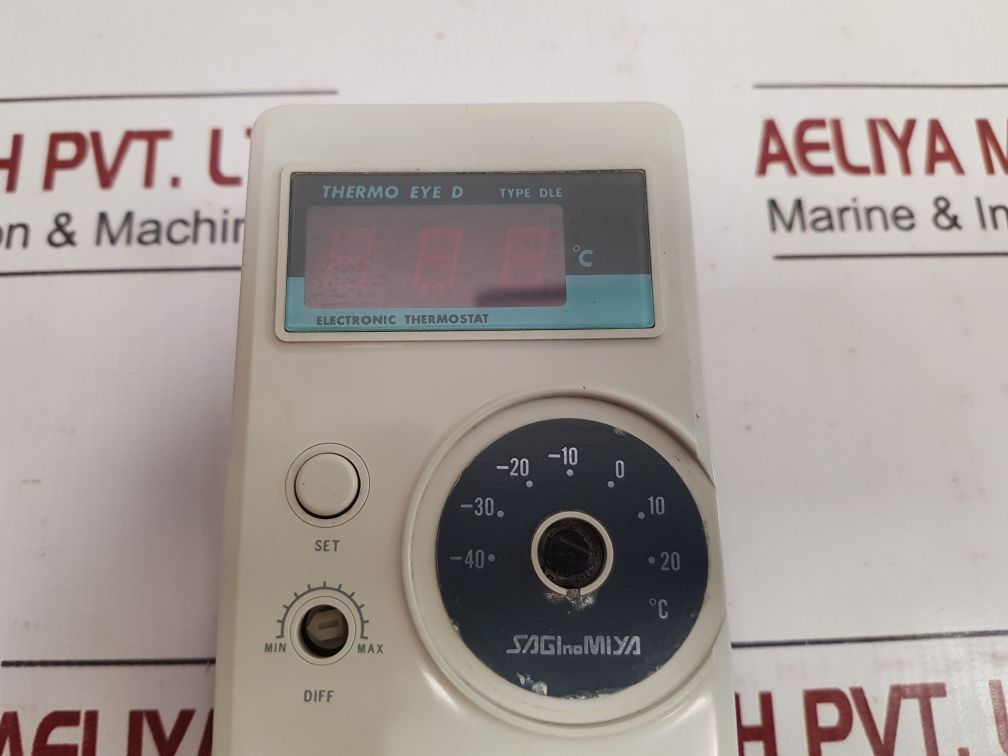 H PVT. L
AELIYA M
on & Machin
Marine & In
THERMO EYE D TYPE DLE
°C
ELECTRONIC THERMOSTAT
-40 -30 -20 -10 0 10 20
°C
SAGInoMIYA
SET
MIN MAX
DIFF
AELIYA
H PVT. L